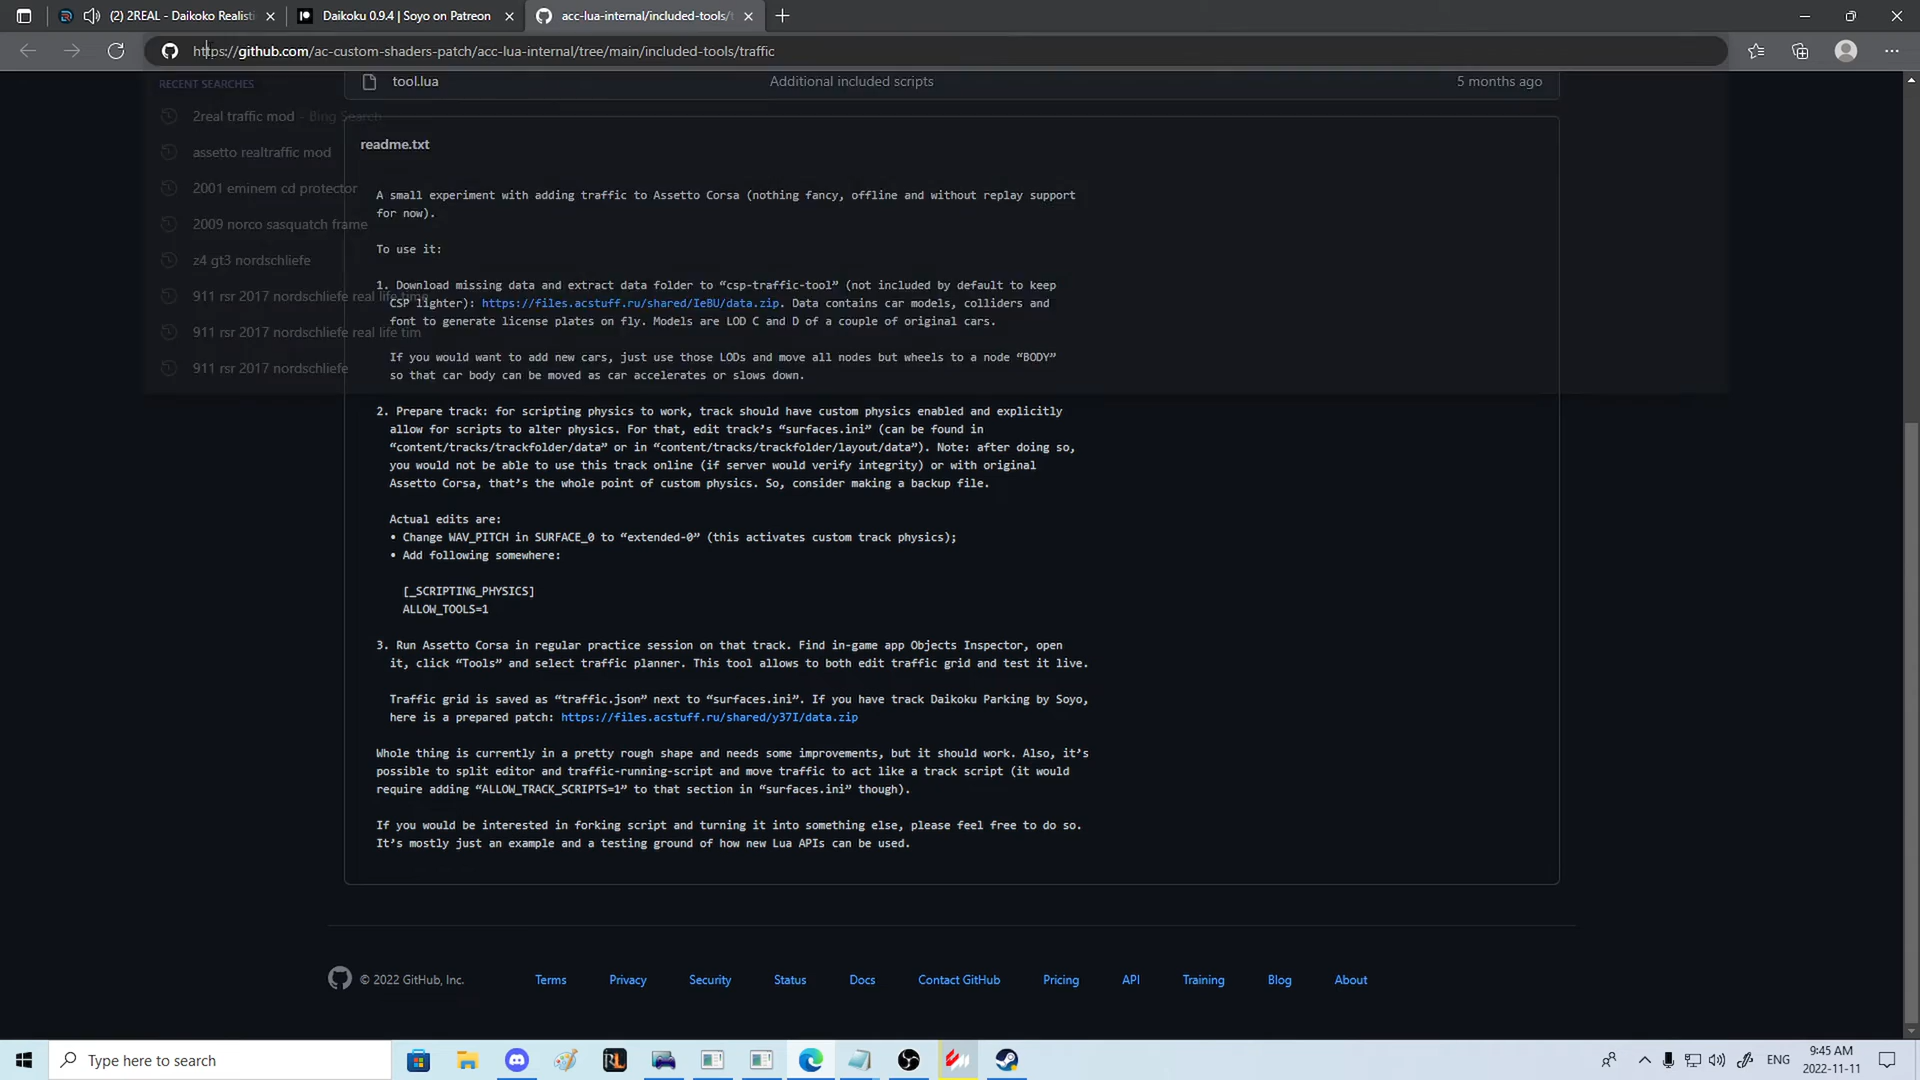 (2) 2REAL - Daikoko Realisti
Daikoku 0.9.4 | Soyo on Patreon
acc-lua-internal/included-tools/t
https://github.com/ac-custom-shaders-patch/acc-lua-internal/tree/main/included-tools/traffic
RECENT SEARCHES
2real traffic mod - Bing Search
assetto realtraffic mod
2001 eminem cd protector
2009 norco sasquatch frame
z4 gt3 nordschliefe
911 rsr 2017 nordschliefe real life time
911 rsr 2017 nordschliefe real life tim
911 rsr 2017 nordschliefe
tool.lua
Additional included scripts
5 months ago
readme.txt
A small experiment with adding traffic to Assetto Corsa (nothing fancy, offline and without replay support
for now).
To use it:
1. Download missing data and extract data folder to “csp-traffic-tool” (not included by default to keep
CSP lighter): https://files.acstuff.ru/shared/IeBU/data.zip. Data contains car models, colliders and
font to generate license plates on fly. Models are LOD C and D of a couple of original cars.
If you would want to add new cars, just use those LODs and move all nodes but wheels to a node “BODY”
so that car body can be moved as car accelerates or slows down.
2. Prepare track: for scripting physics to work, track should have custom physics enabled and explicitly
allow for scripts to alter physics. For that, edit track’s “surfaces.ini” (can be found in
“content/tracks/trackfolder/data” or in “content/tracks/trackfolder/layout/data”). Note: after doing so,
you would not be able to use this track online (if server would verify integrity) or with original
Assetto Corsa, that’s the whole point of custom physics. So, consider making a backup file.
Actual edits are:
• Change WAV_PITCH in SURFACE_0 to “extended-0” (this activates custom track physics);
• Add following somewhere:
[_SCRIPTING_PHYSICS]
ALLOW_TOOLS=1
3. Run Assetto Corsa in regular practice session on that track. Find in-game app Objects Inspector, open
it, click “Tools” and select traffic planner. This tool allows to both edit traffic grid and test it live.
Traffic grid is saved as “traffic.json” next to “surfaces.ini”. If you have track Daikoku Parking by Soyo,
here is a prepared patch: https://files.acstuff.ru/shared/y37I/data.zip
Whole thing is currently in a pretty rough shape and needs some improvements, but it should work. Also, it’s
possible to split editor and traffic-running-script and move traffic to act like a track script (it would
require adding “ALLOW_TRACK_SCRIPTS=1” to that section in “surfaces.ini” though).
If you would be interested in forking script and turning it into something else, please feel free to do so.
It’s mostly just an example and a testing ground of how new Lua APIs can be used.
© 2022 GitHub, Inc.
Terms
Privacy
Security
Status
Docs
Contact GitHub
Pricing
API
Training
Blog
About
Type here to search
RL
ENG
9:45 AM
2022-11-11